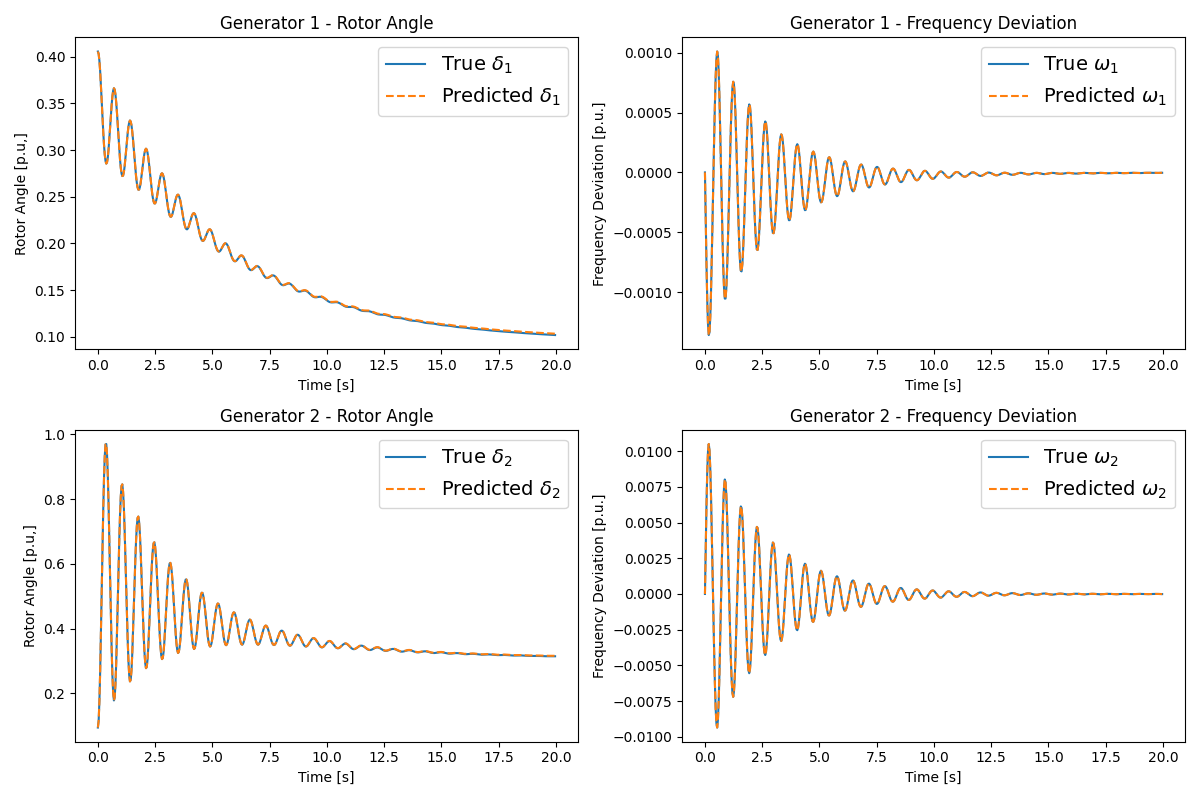 Generator 1 - Rotor Angle
True δ₁
Predicted δ₁
Rotor Angle [p.u,]
0.40
0.35
0.30
0.25
0.20
0.15
0.10
0.0 2.5 5.0 7.5 10.0 12.5 15.0 17.5 20.0
Time [s]
Generator 1 - Frequency Deviation
True ω₁
Predicted ω₁
Frequency Deviation [p.u.]
0.0010
0.0005
0.0000
−0.0005
−0.0010
0.0 2.5 5.0 7.5 10.0 12.5 15.0 17.5 20.0
Time [s]
Generator 2 - Rotor Angle
True δ₂
Predicted δ₂
Rotor Angle [p.u,]
1.0
0.8
0.6
0.4
0.2
0.0 2.5 5.0 7.5 10.0 12.5 15.0 17.5 20.0
Time [s]
Generator 2 - Frequency Deviation
True ω₂
Predicted ω₂
Frequency Deviation [p.u.]
0.0100
0.0075
0.0050
0.0025
0.0000
−0.0025
−0.0050
−0.0075
−0.0100
0.0 2.5 5.0 7.5 10.0 12.5 15.0 17.5 20.0
Time [s]